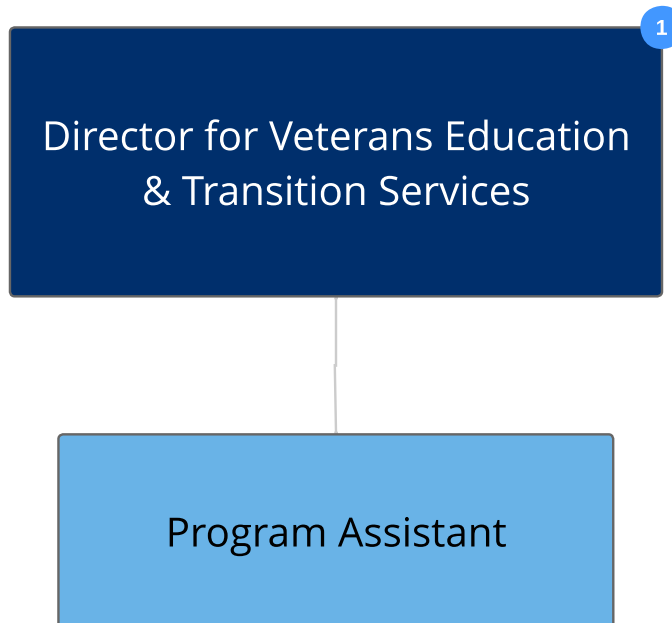 1
Director for Veterans Education
& Transition Services
Program Assistant